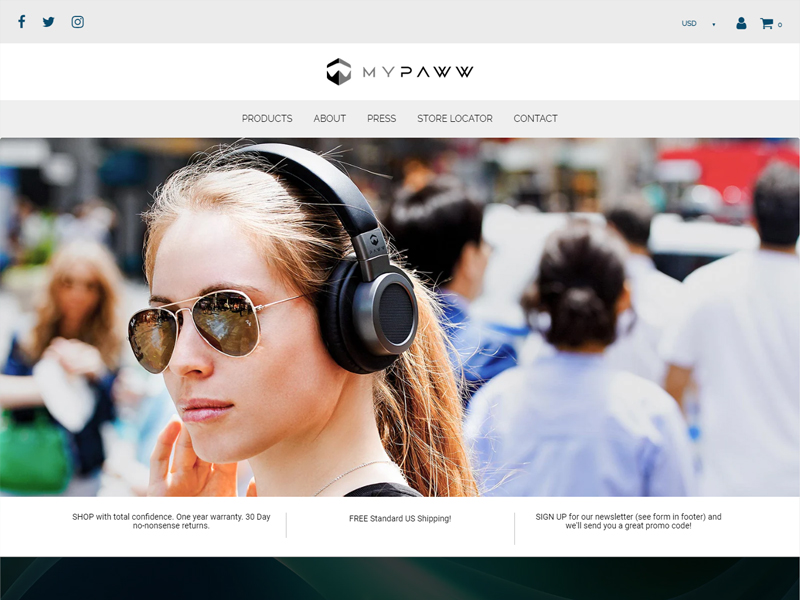 USD
0
MYPAWW
PRODUCTS
ABOUT
PRESS
STORE LOCATOR
CONTACT
SHOP with total confidence. One year warranty. 30 Day
no-nonsense returns.
FREE Standard US Shipping!
SIGN UP for our newsletter (see form in footer) and
we'll send you a great promo code!